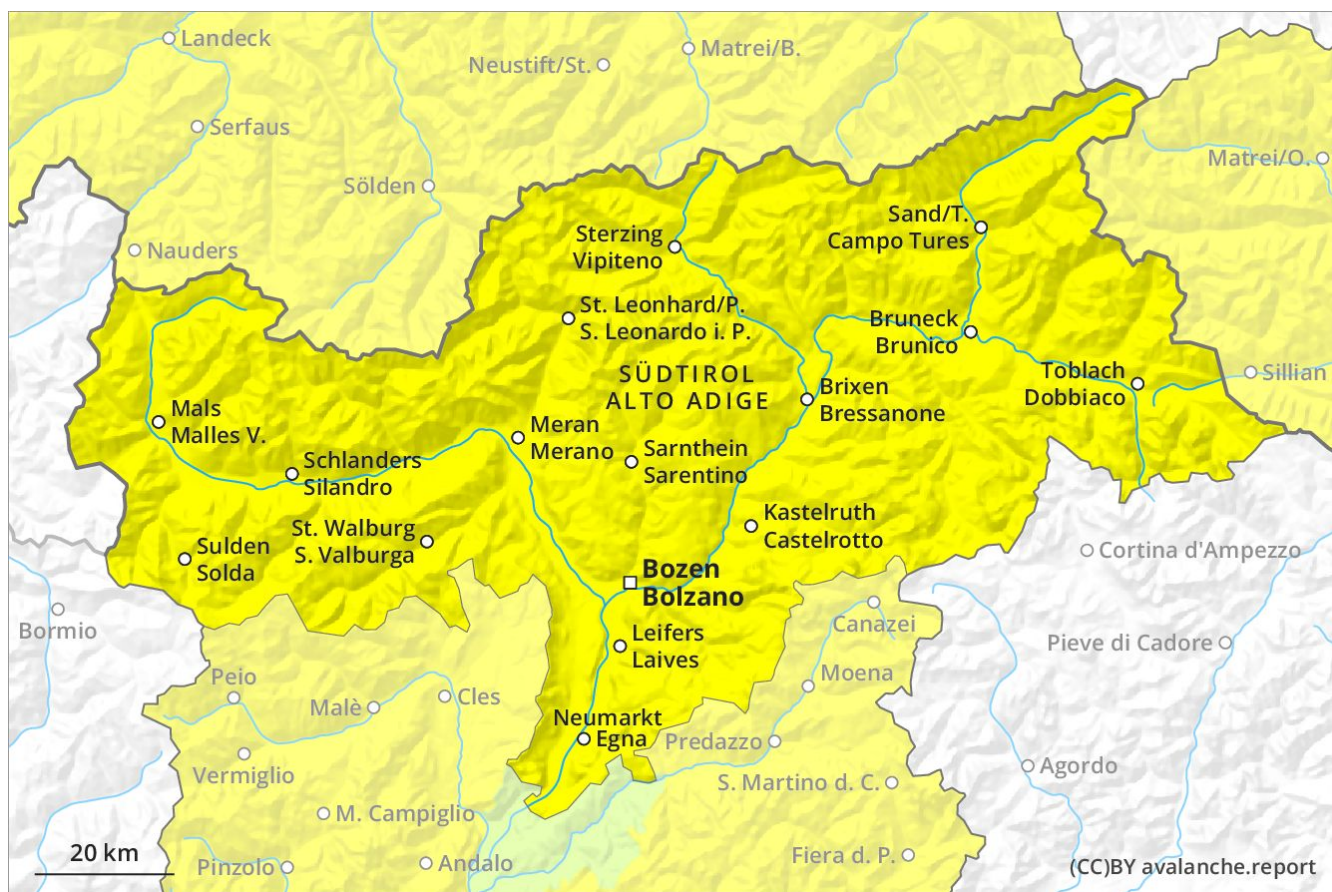 Landeck
Matrei/B.
Neustift/St.
Serfaus
Matrei/O.
Sölden
Sand/T.
Campo Tures
Sterzing
Vipiteno
Nauders
St. Leonhard/P.
S. Leonardo i. P.
Bruneck
Brunico
SÜDTIROL
ALTO ADIGE
Toblach
Dobbiaco
Sillian
Brixen
Bressanone
Mals
Malles V.
Meran
Merano
Sarnthein
Sarentino
Schlanders
Silandro
Kastelruth
Castelrotto
St. Walburg
S. Valburga
Sulden
Solda
Cortina d'Ampezzo
Bozen
Bolzano
Bormio
Canazei
Leifers
Laives
Pieve di Cadore
Peio
Moena
Cles
Malè
Neumarkt
Egna
Predazzo
Vermiglio
Agordo
S. Martino d. C.
M. Campiglio
20 km
Pinzolo
Andalo
Fiera d. P.
(CC)BY avalanche.report